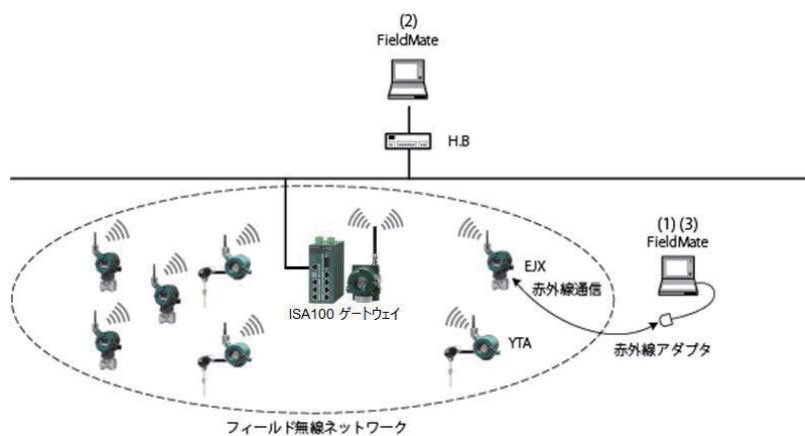 (2)
FieldMate
H.B
(1) (3)
FieldMate
EJX
赤外線通信
ISA100 ゲートウェイ
YTA
赤外線アダプタ
フィールド無線ネットワーク